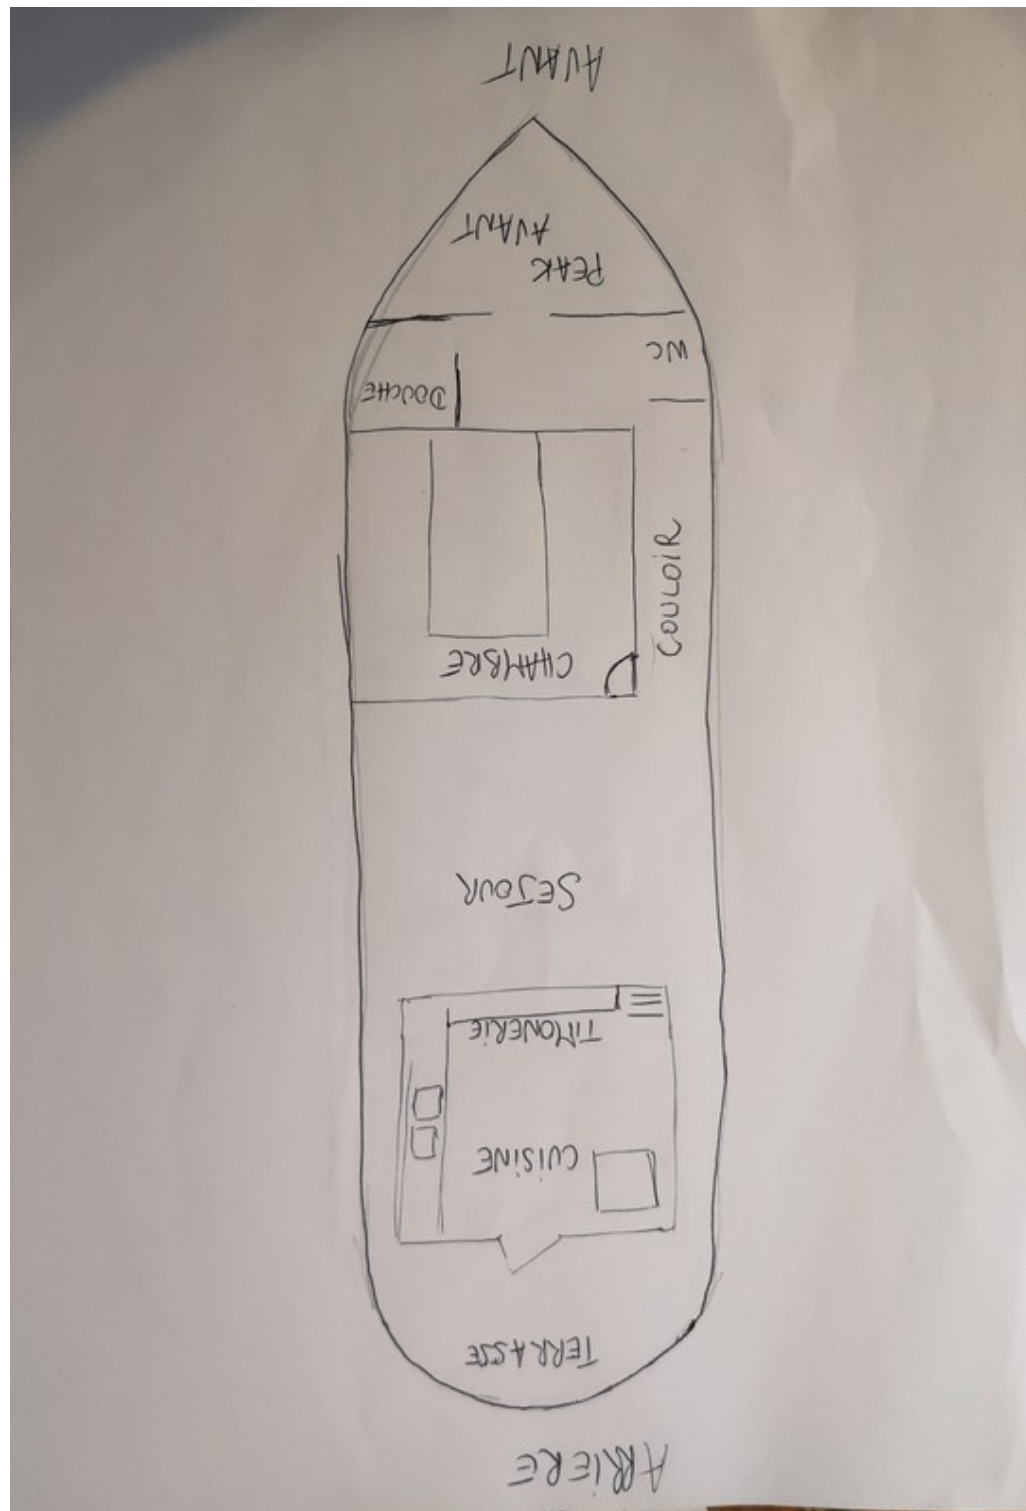 ARRIERE
TERRASSE
CUISINE
TIMONERIE
SEJOUR
CHAMBRE
COULOIR
DOUCHE
WC
PEAK
AVANT
AVANT